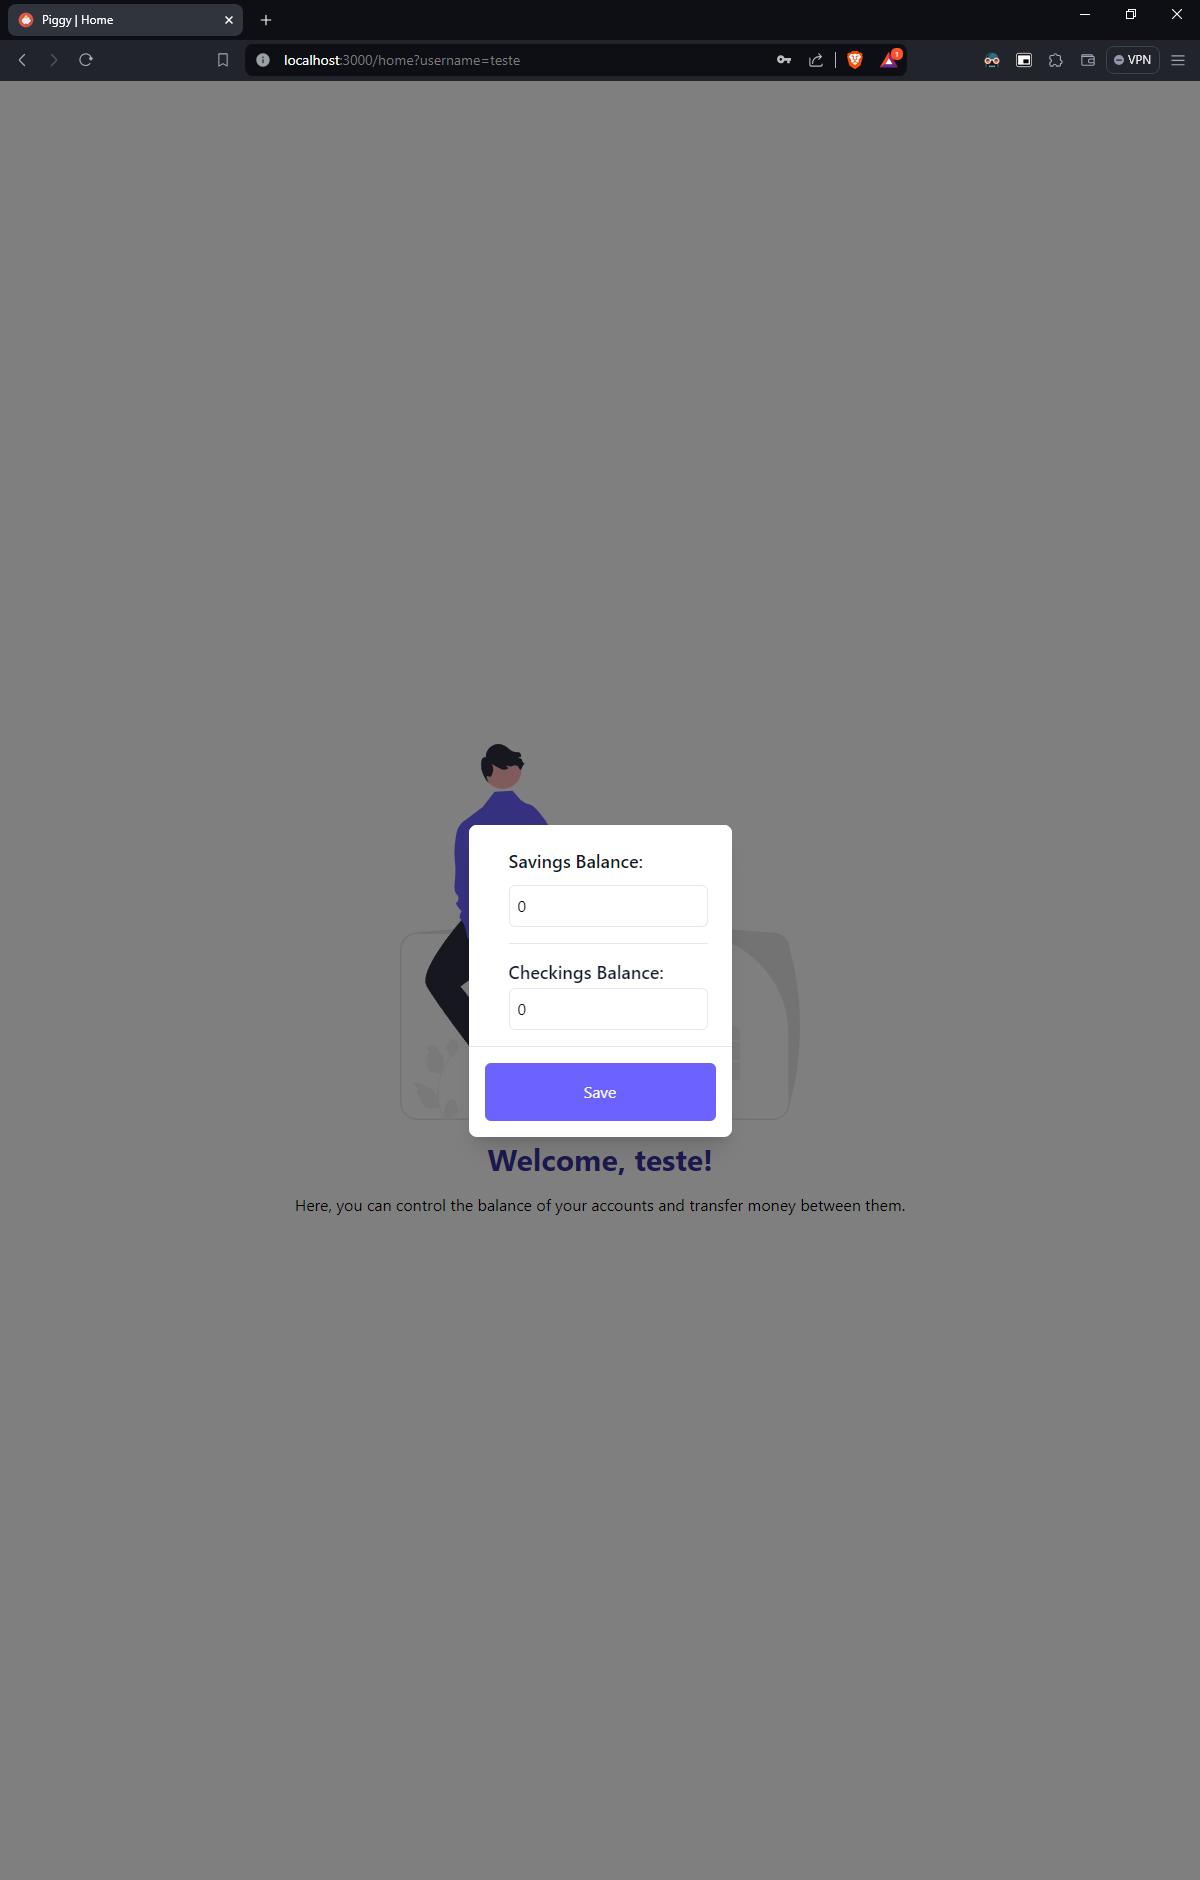 Piggy | Home
localhost:3000/home?username=teste
1
VPN
Savings Balance:
0
Checkings Balance:
0
Save
Welcome, teste!
Here, you can control the balance of your accounts and transfer money between them.